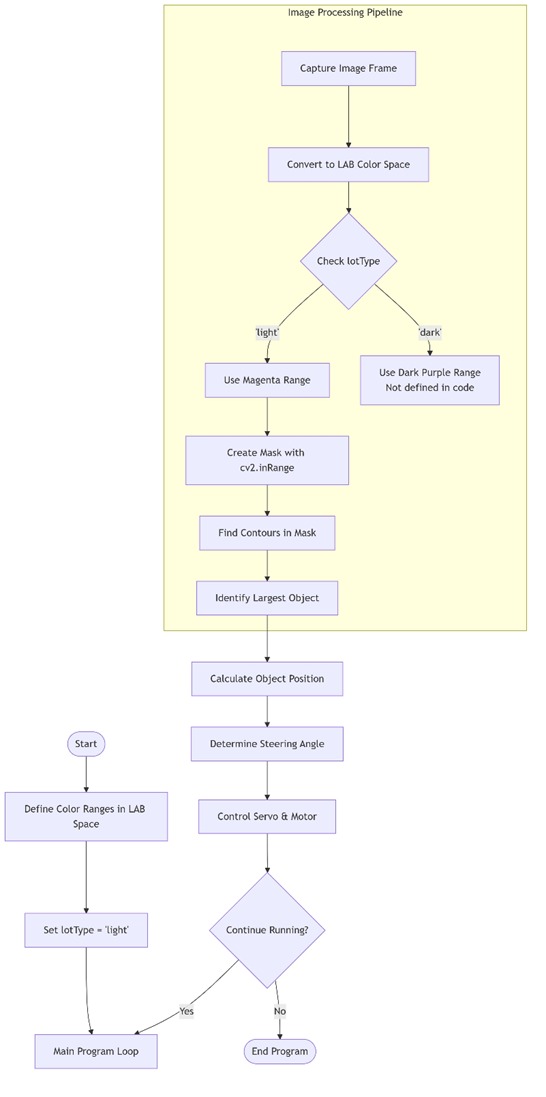 Image Processing Pipeline
Capture Image Frame
Convert to LAB Color Space
Check lotType
'light'
'dark'
Use Magenta Range
Use Dark Purple Range
Not defined in code
Create Mask with
cv2.inRange
Find Contours in Mask
Identify Largest Object
Calculate Object Position
Start
Determine Steering Angle
Define Color Ranges in LAB
Space
Control Servo & Motor
Set lotType = 'light'
Continue Running?
Yes
No
Main Program Loop
End Program